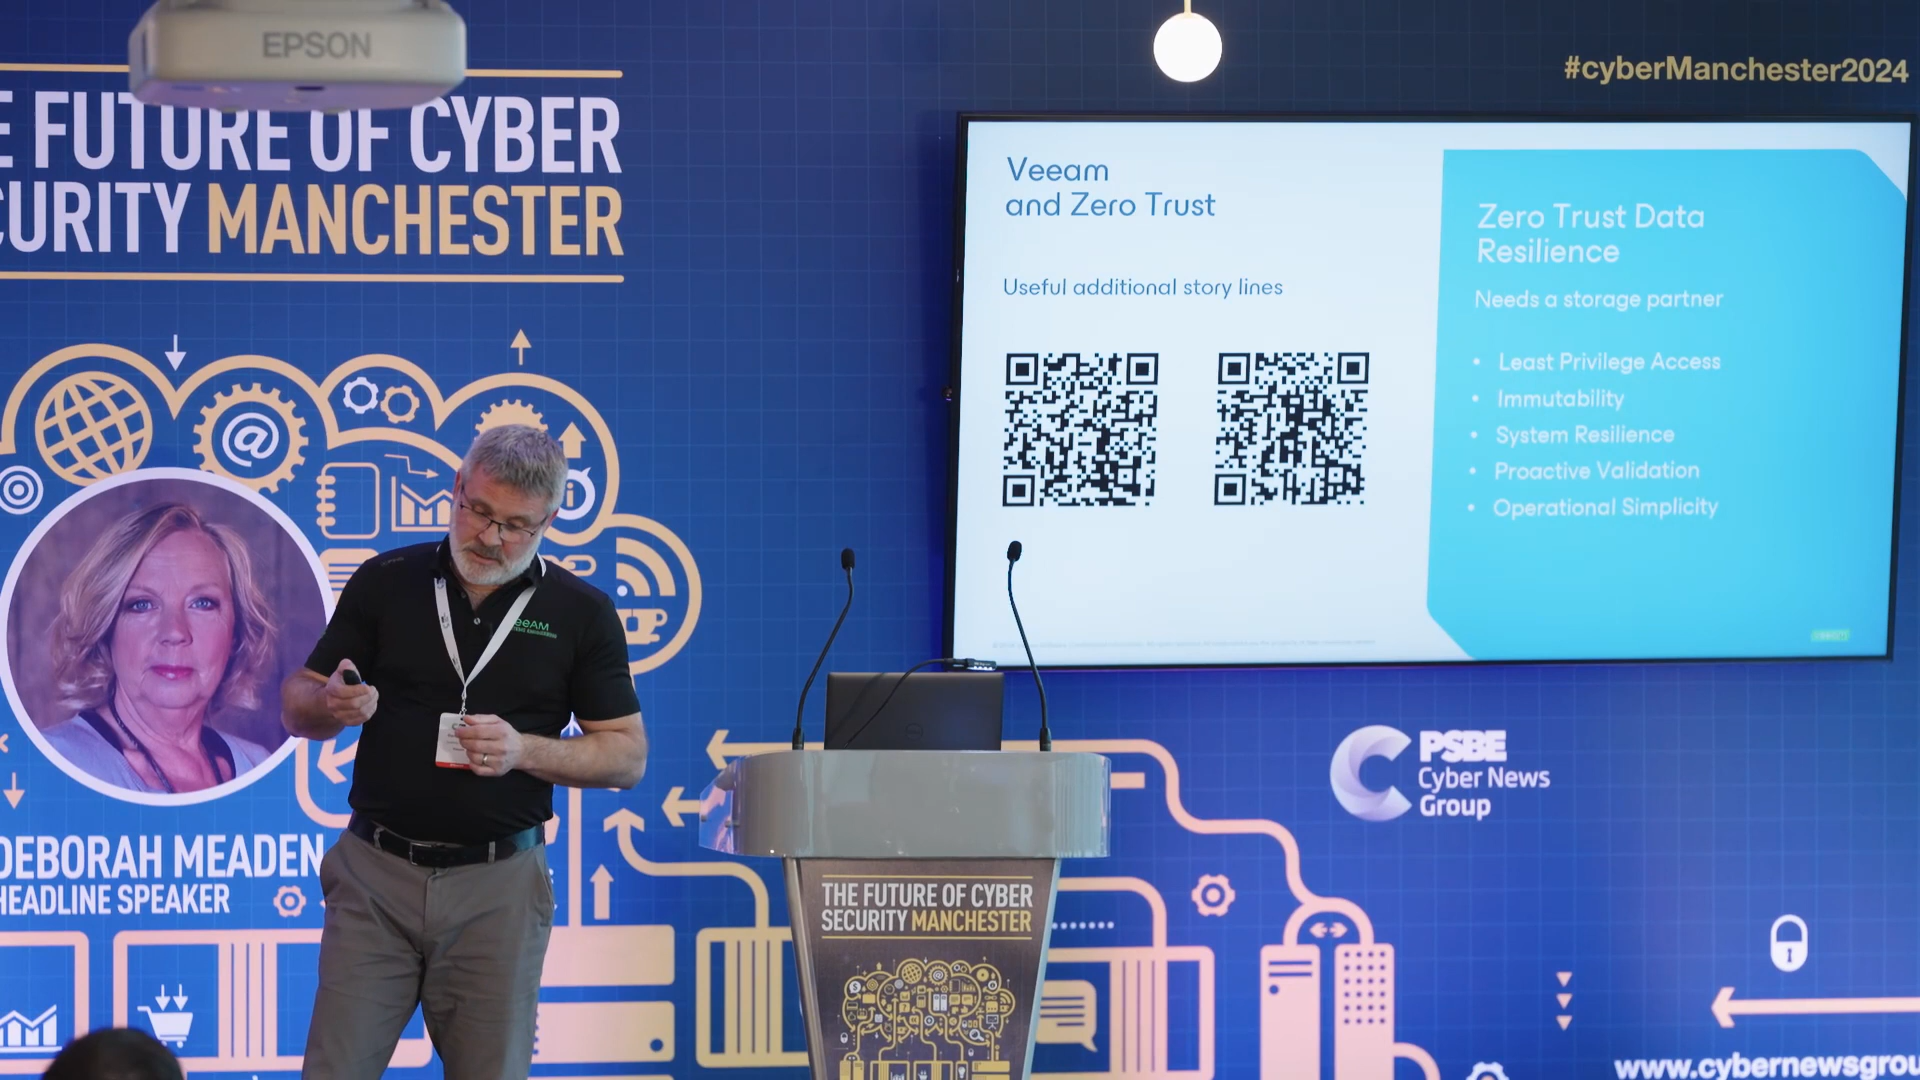 EPSON
E FUTURE OF CYBER
CURITY MANCHESTER
#cyberManchester2024
Veeam
and Zero Trust
Useful additional story lines
Zero Trust Data
Resilience
Needs a storage partner
• Least Privilege Access
• Immutability
• System Resilience
• Proactive Validation
• Operational Simplicity
DEBORAH MEADEN
HEADLINE SPEAKER
PSBE
Cyber News
Group
THE FUTURE OF CYBER
SECURITY MANCHESTER
www.cybernewsgrou